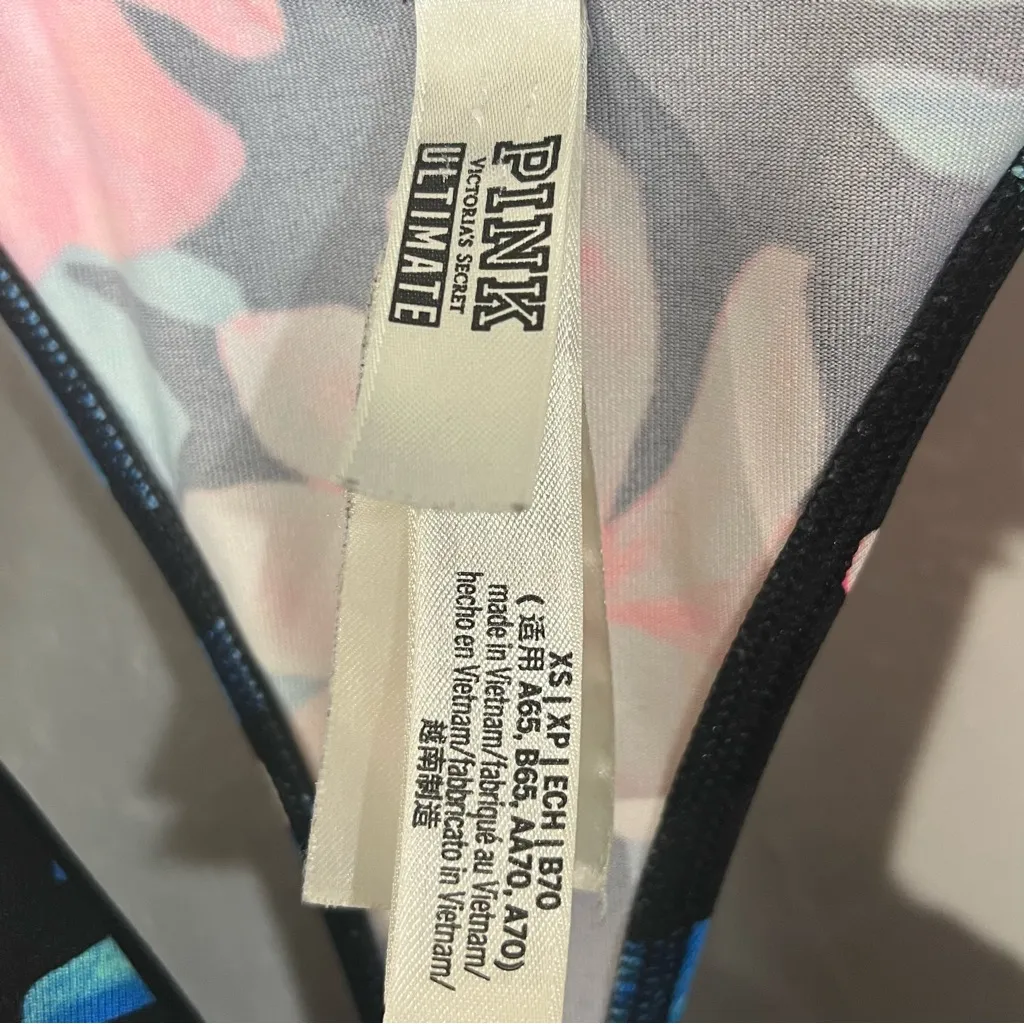 PINK
VICTORIA'S SECRET
ULTIMATE
XS | XP | ECH | B70
(适用 A65, B65, AA70, A70)
made in Vietnam/fabriqué au Vietnam/
hecho en Vietnam/fabbricato in Vietnam/
越南制造